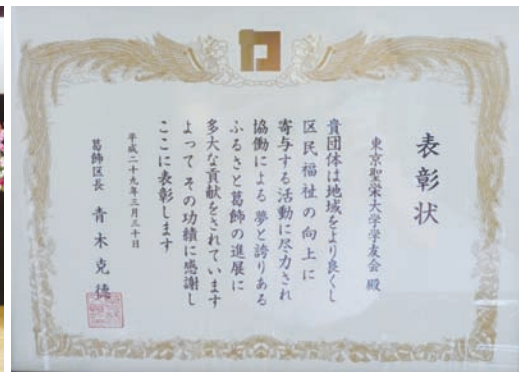 表彰状
東京聖栄大学学友会 殿
貴団体は地域をより良くし
区民福祉の向上に
寄与する活動に尽力され
協働による 夢と誇りある
ふるさと葛飾の進展に
多大な貢献をされています
よって その功績に感謝し
ここに表彰します
平成二十九年三月三十日
葛飾区長 青木克德